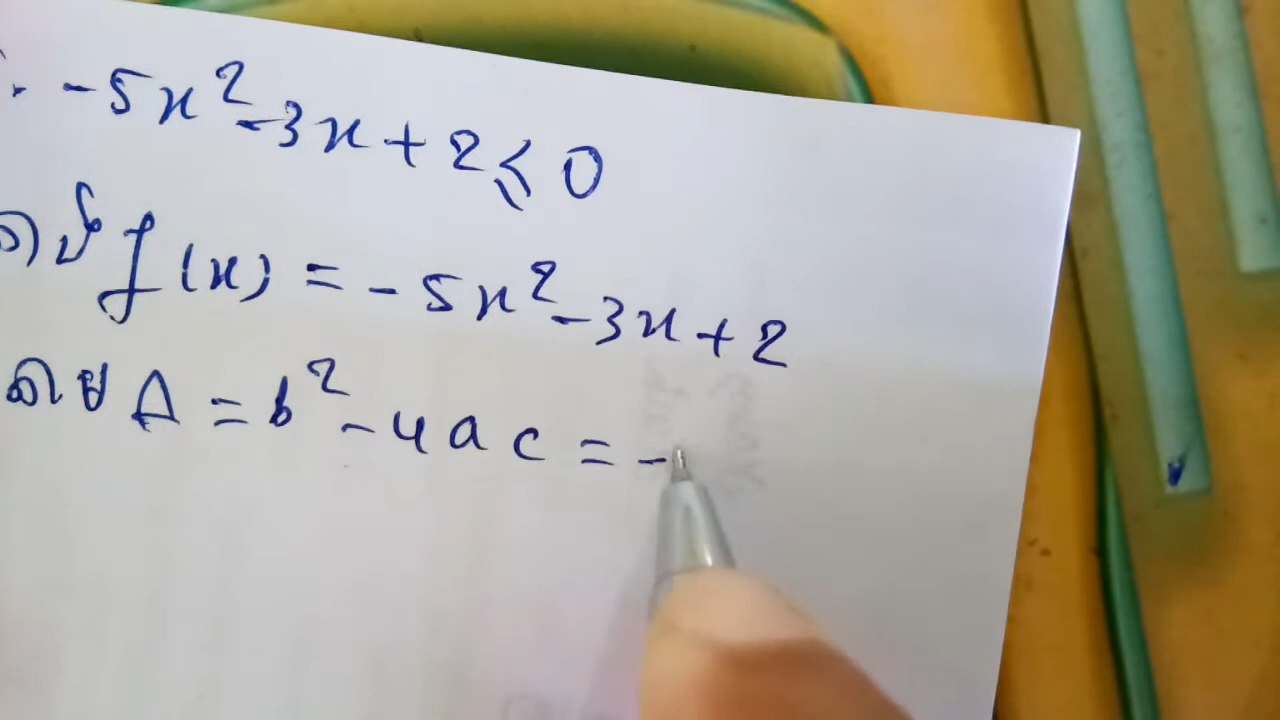 -5x² - 3x + 2 ≤ 0
f(x) = -5x² - 3x + 2
Δ = b² - 4ac = -